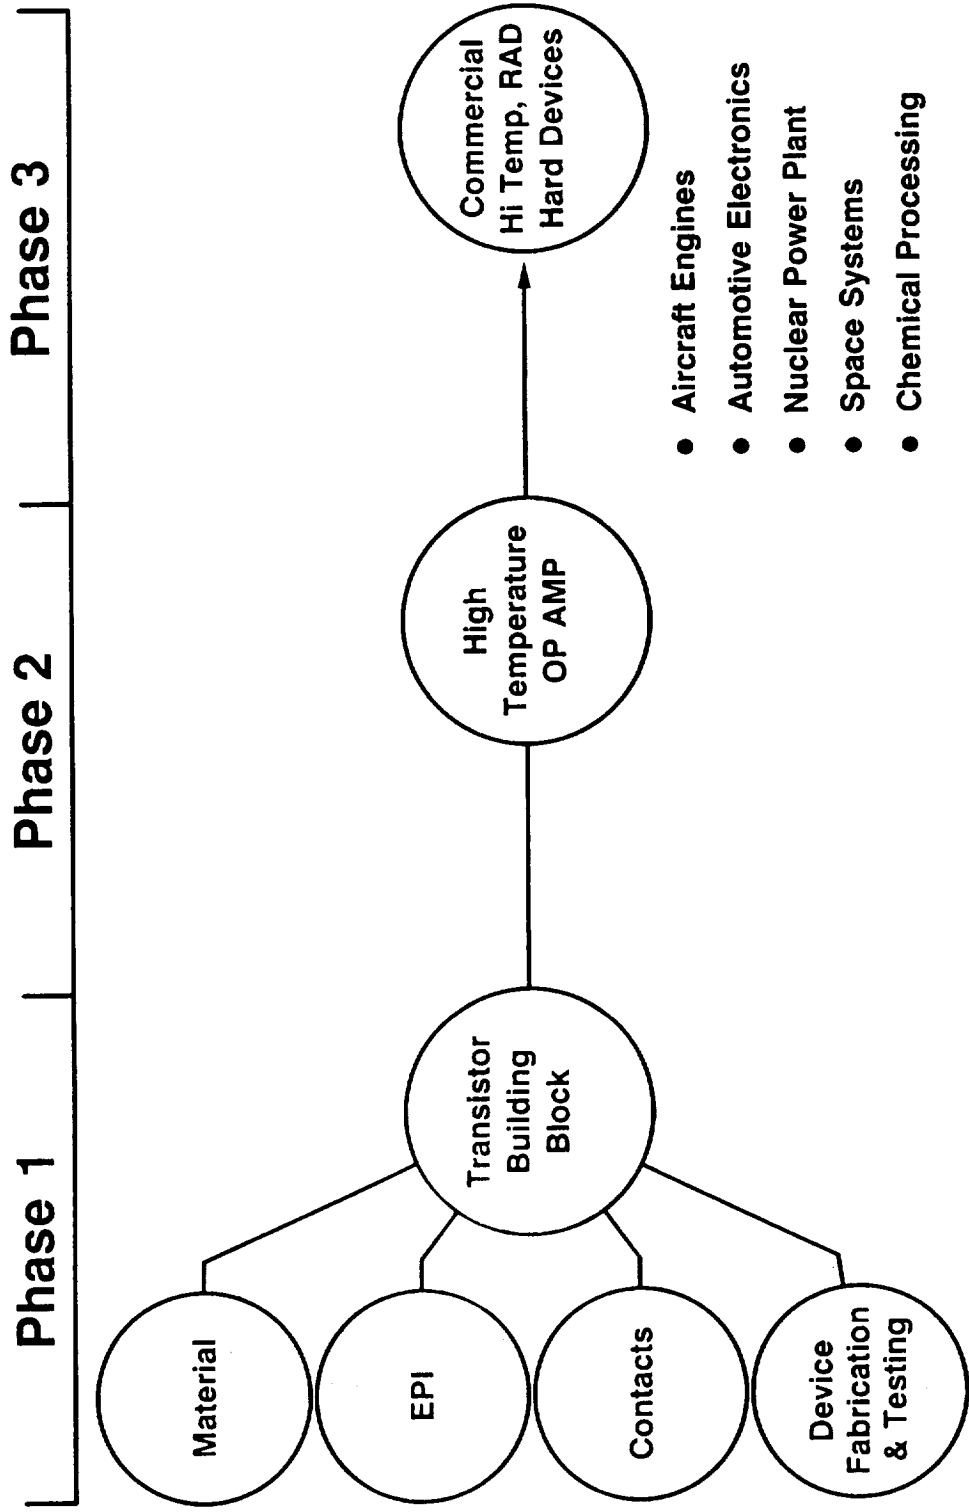 Phase 1
Phase 2
Phase 3
Material
EPI
Contacts
Device
Fabrication
& Testing
Transistor
Building
Block
High
Temperature
OP AMP
Commercial
Hi Temp, RAD
Hard Devices
● Aircraft Engines
● Automotive Electronics
● Nuclear Power Plant
● Space Systems
● Chemical Processing